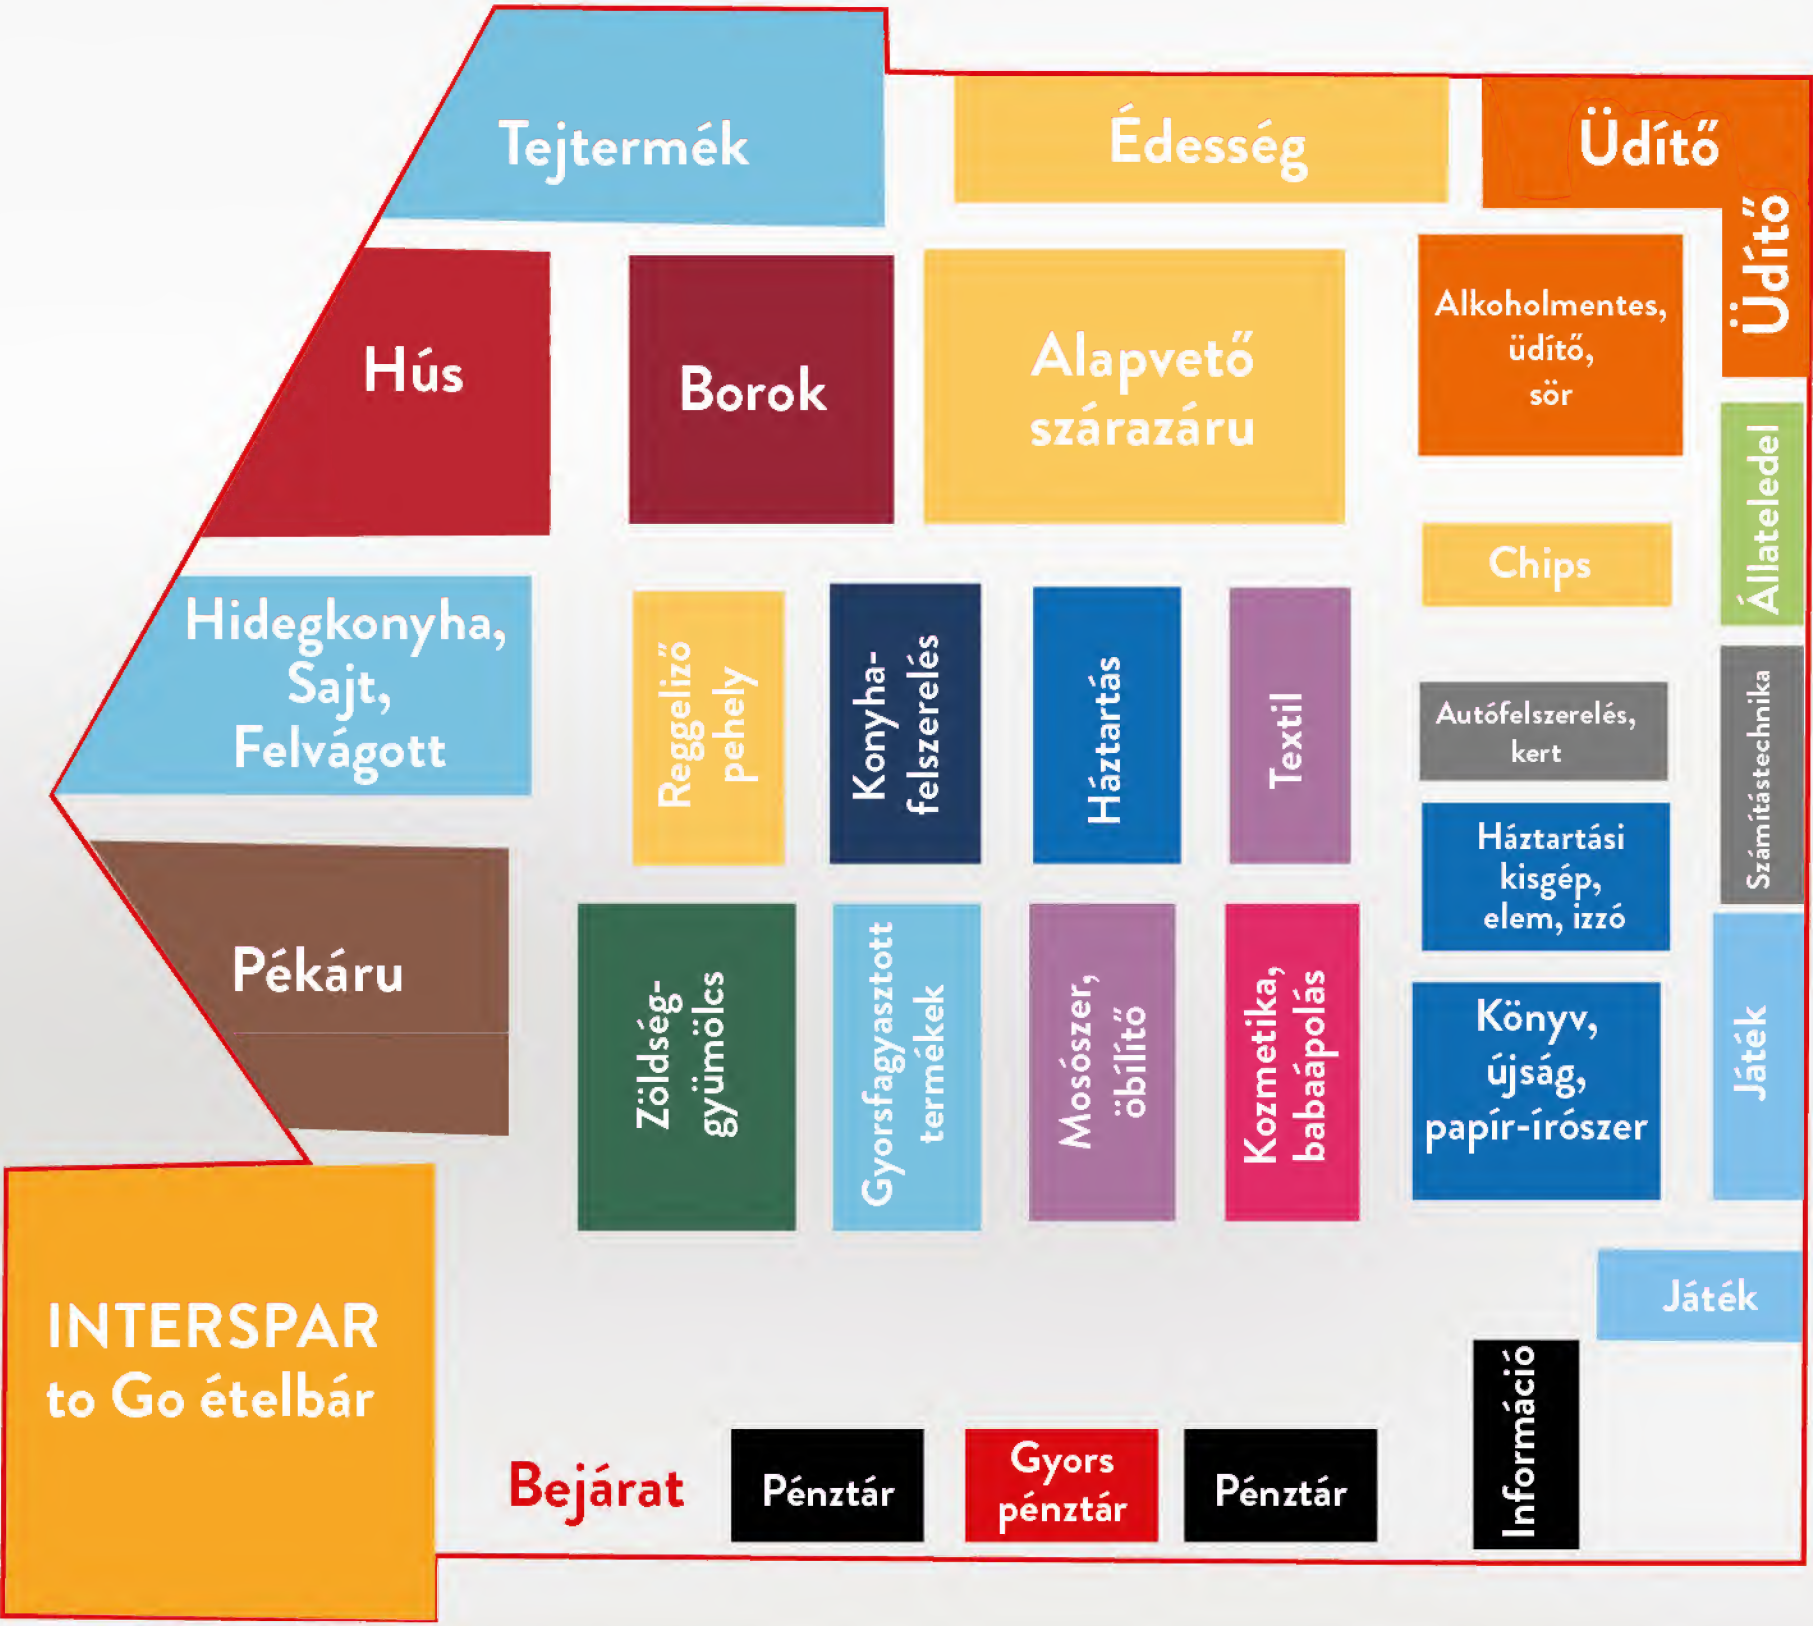 Tejtermék
Édesség
Üdítő
Üdítő
Hús
Borok
Alapvető
szárazáru
Alkoholmentes,
üdítő,
sör
Állateledel
Chips
Hidegkonyha,
Sajt,
Felvágott
Reggeliző
pehely
Konyha-
felszerelés
Háztartás
Textil
Autófelszerelés,
kert
Számítástechnika
Háztartási
kisgép,
elem, izzó
Pékáru
Zöldség-
gyümölcs
Gyorsfagyasztott
termékek
Mosószer,
öbílítő
Kozmetika,
babaápolás
Könyv,
újság,
papír-írószer
Játék
Játék
INTERSPAR
to Go ételbár
Bejárat
Pénztár
Gyors
pénztár
Pénztár
Információ